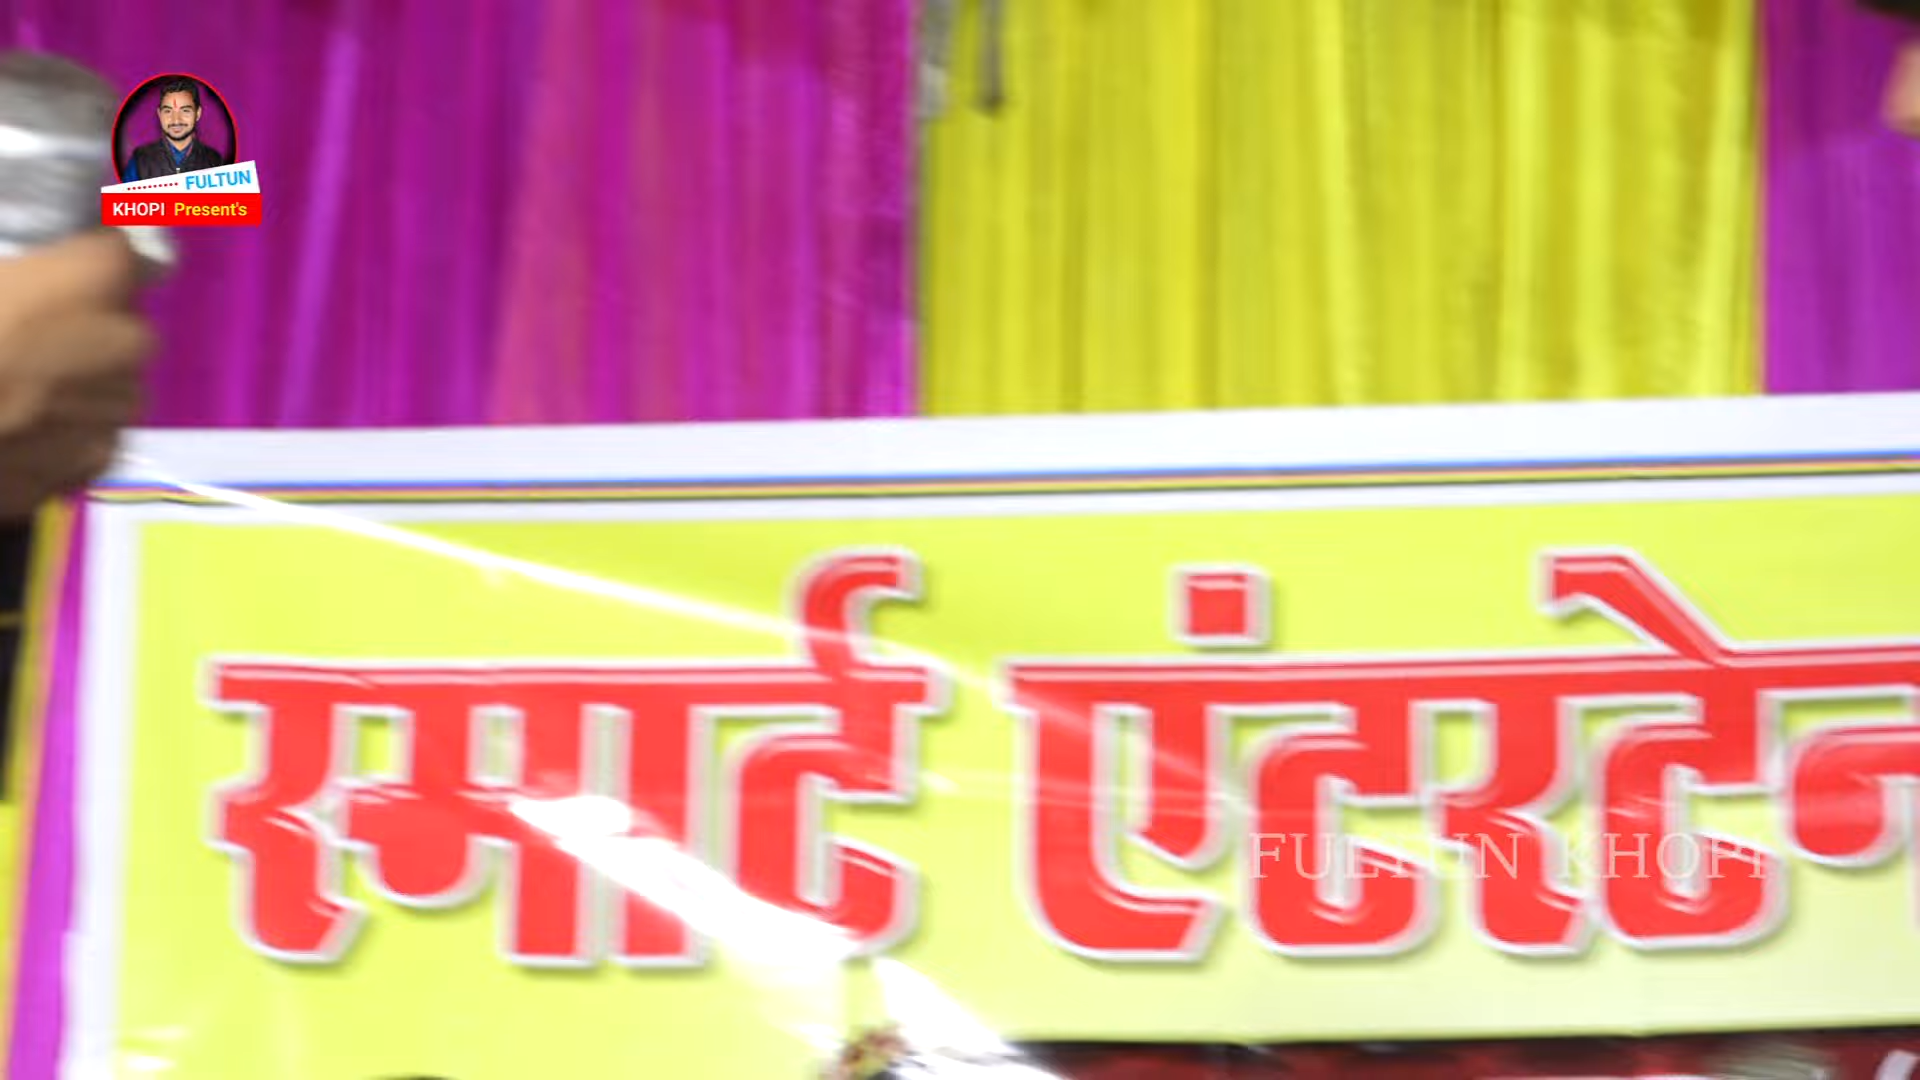 .......... FULTUN
KHOPI Present's
स्मार्ट एंटरटेन
FULTUN KHOPI